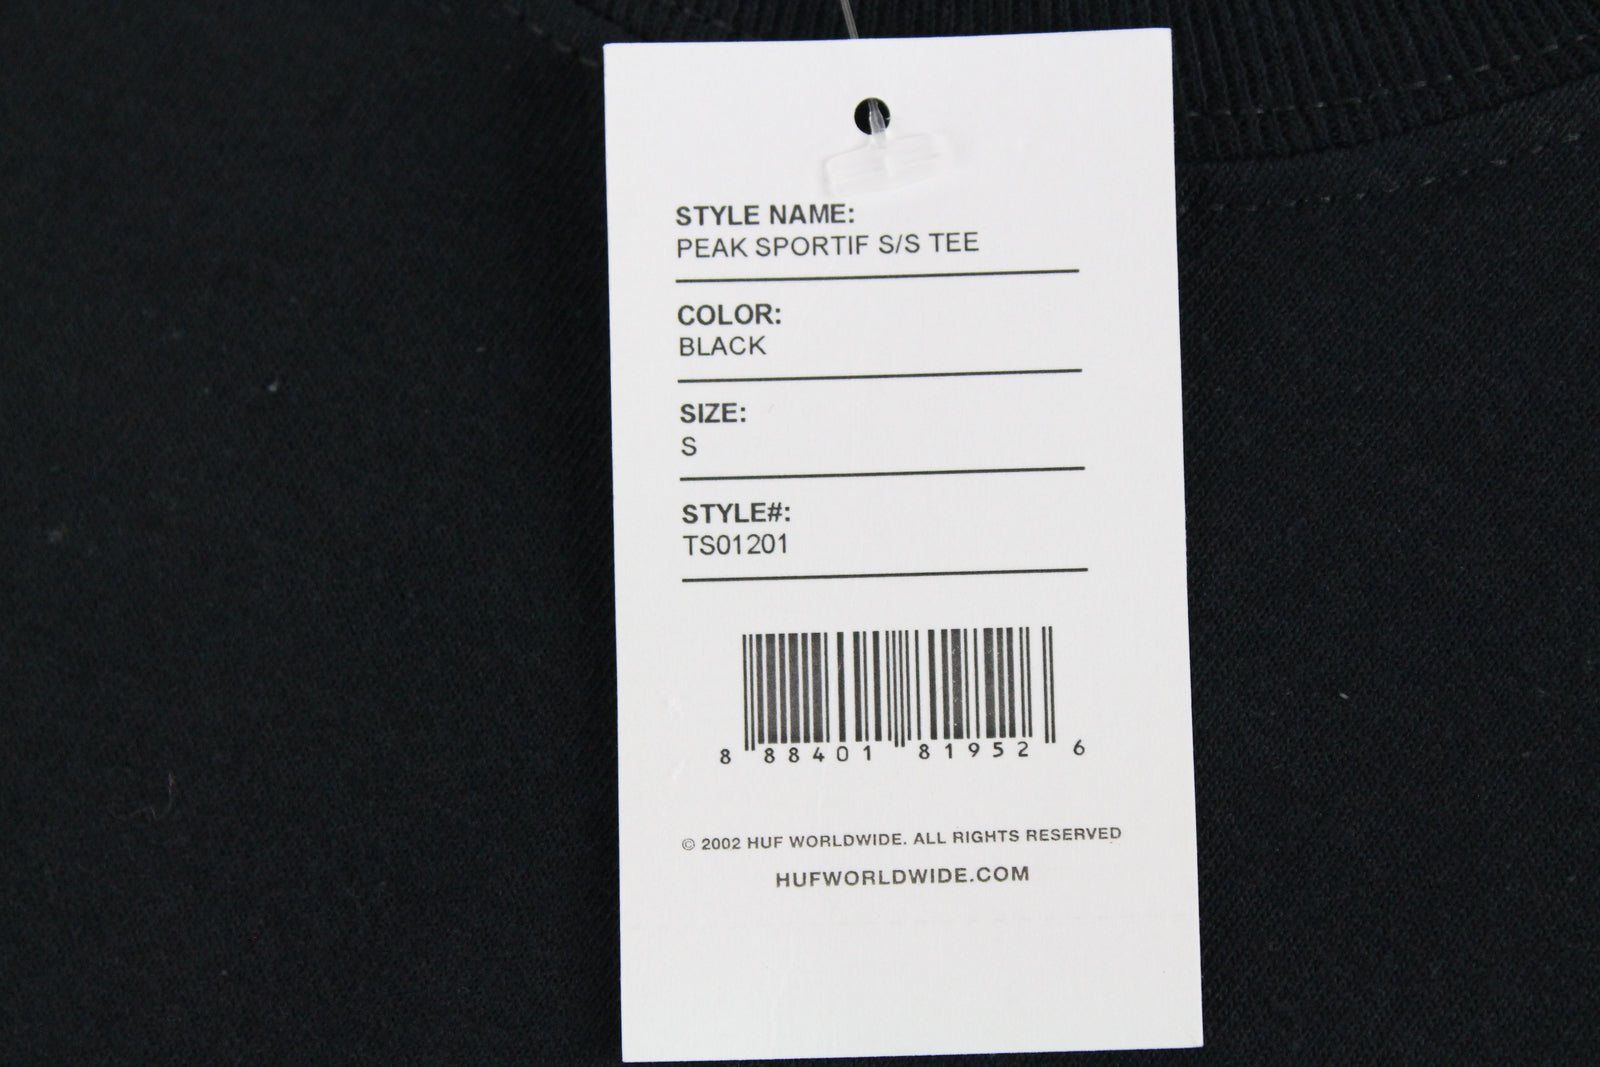 STYLE NAME:
PEAK SPORTIF S/S TEE
COLOR:
BLACK
SIZE:
S
STYLE#:
TS01201
8 88401 81952 6
© 2002 HUF WORLDWIDE. ALL RIGHTS RESERVED
HUFWORLDWIDE.COM